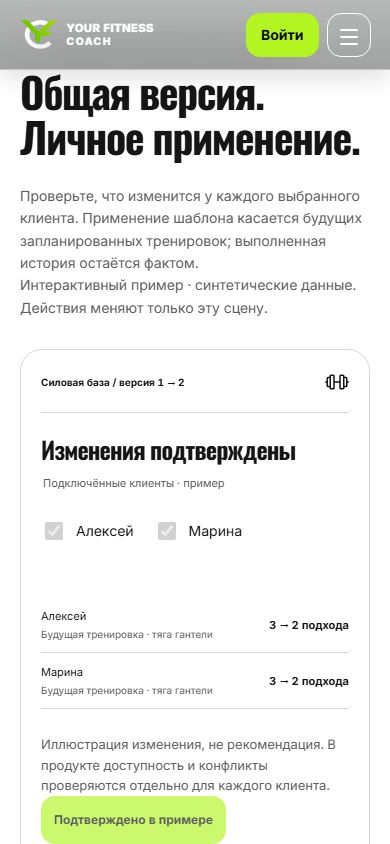 YOUR FITNESS
COACH
Войти
Общая версия.
Личное применение.
Проверьте, что изменится у каждого выбранного
клиента. Применение шаблона касается будущих
запланированных тренировок; выполненная
история остаётся фактом.
Интерактивный пример · синтетические данные.
Действия меняют только эту сцену.
Силовая база / версия 1 → 2
Изменения подтверждены
Подключённые клиенты · пример
Алексей Марина
Алексей
3 → 2 подхода
Будущая тренировка · тяга гантели
Марина
3 → 2 подхода
Будущая тренировка · тяга гантели
Иллюстрация изменения, не рекомендация. В
продукте доступность и конфликты
проверяются отдельно для каждого клиента.
Подтверждено в примере